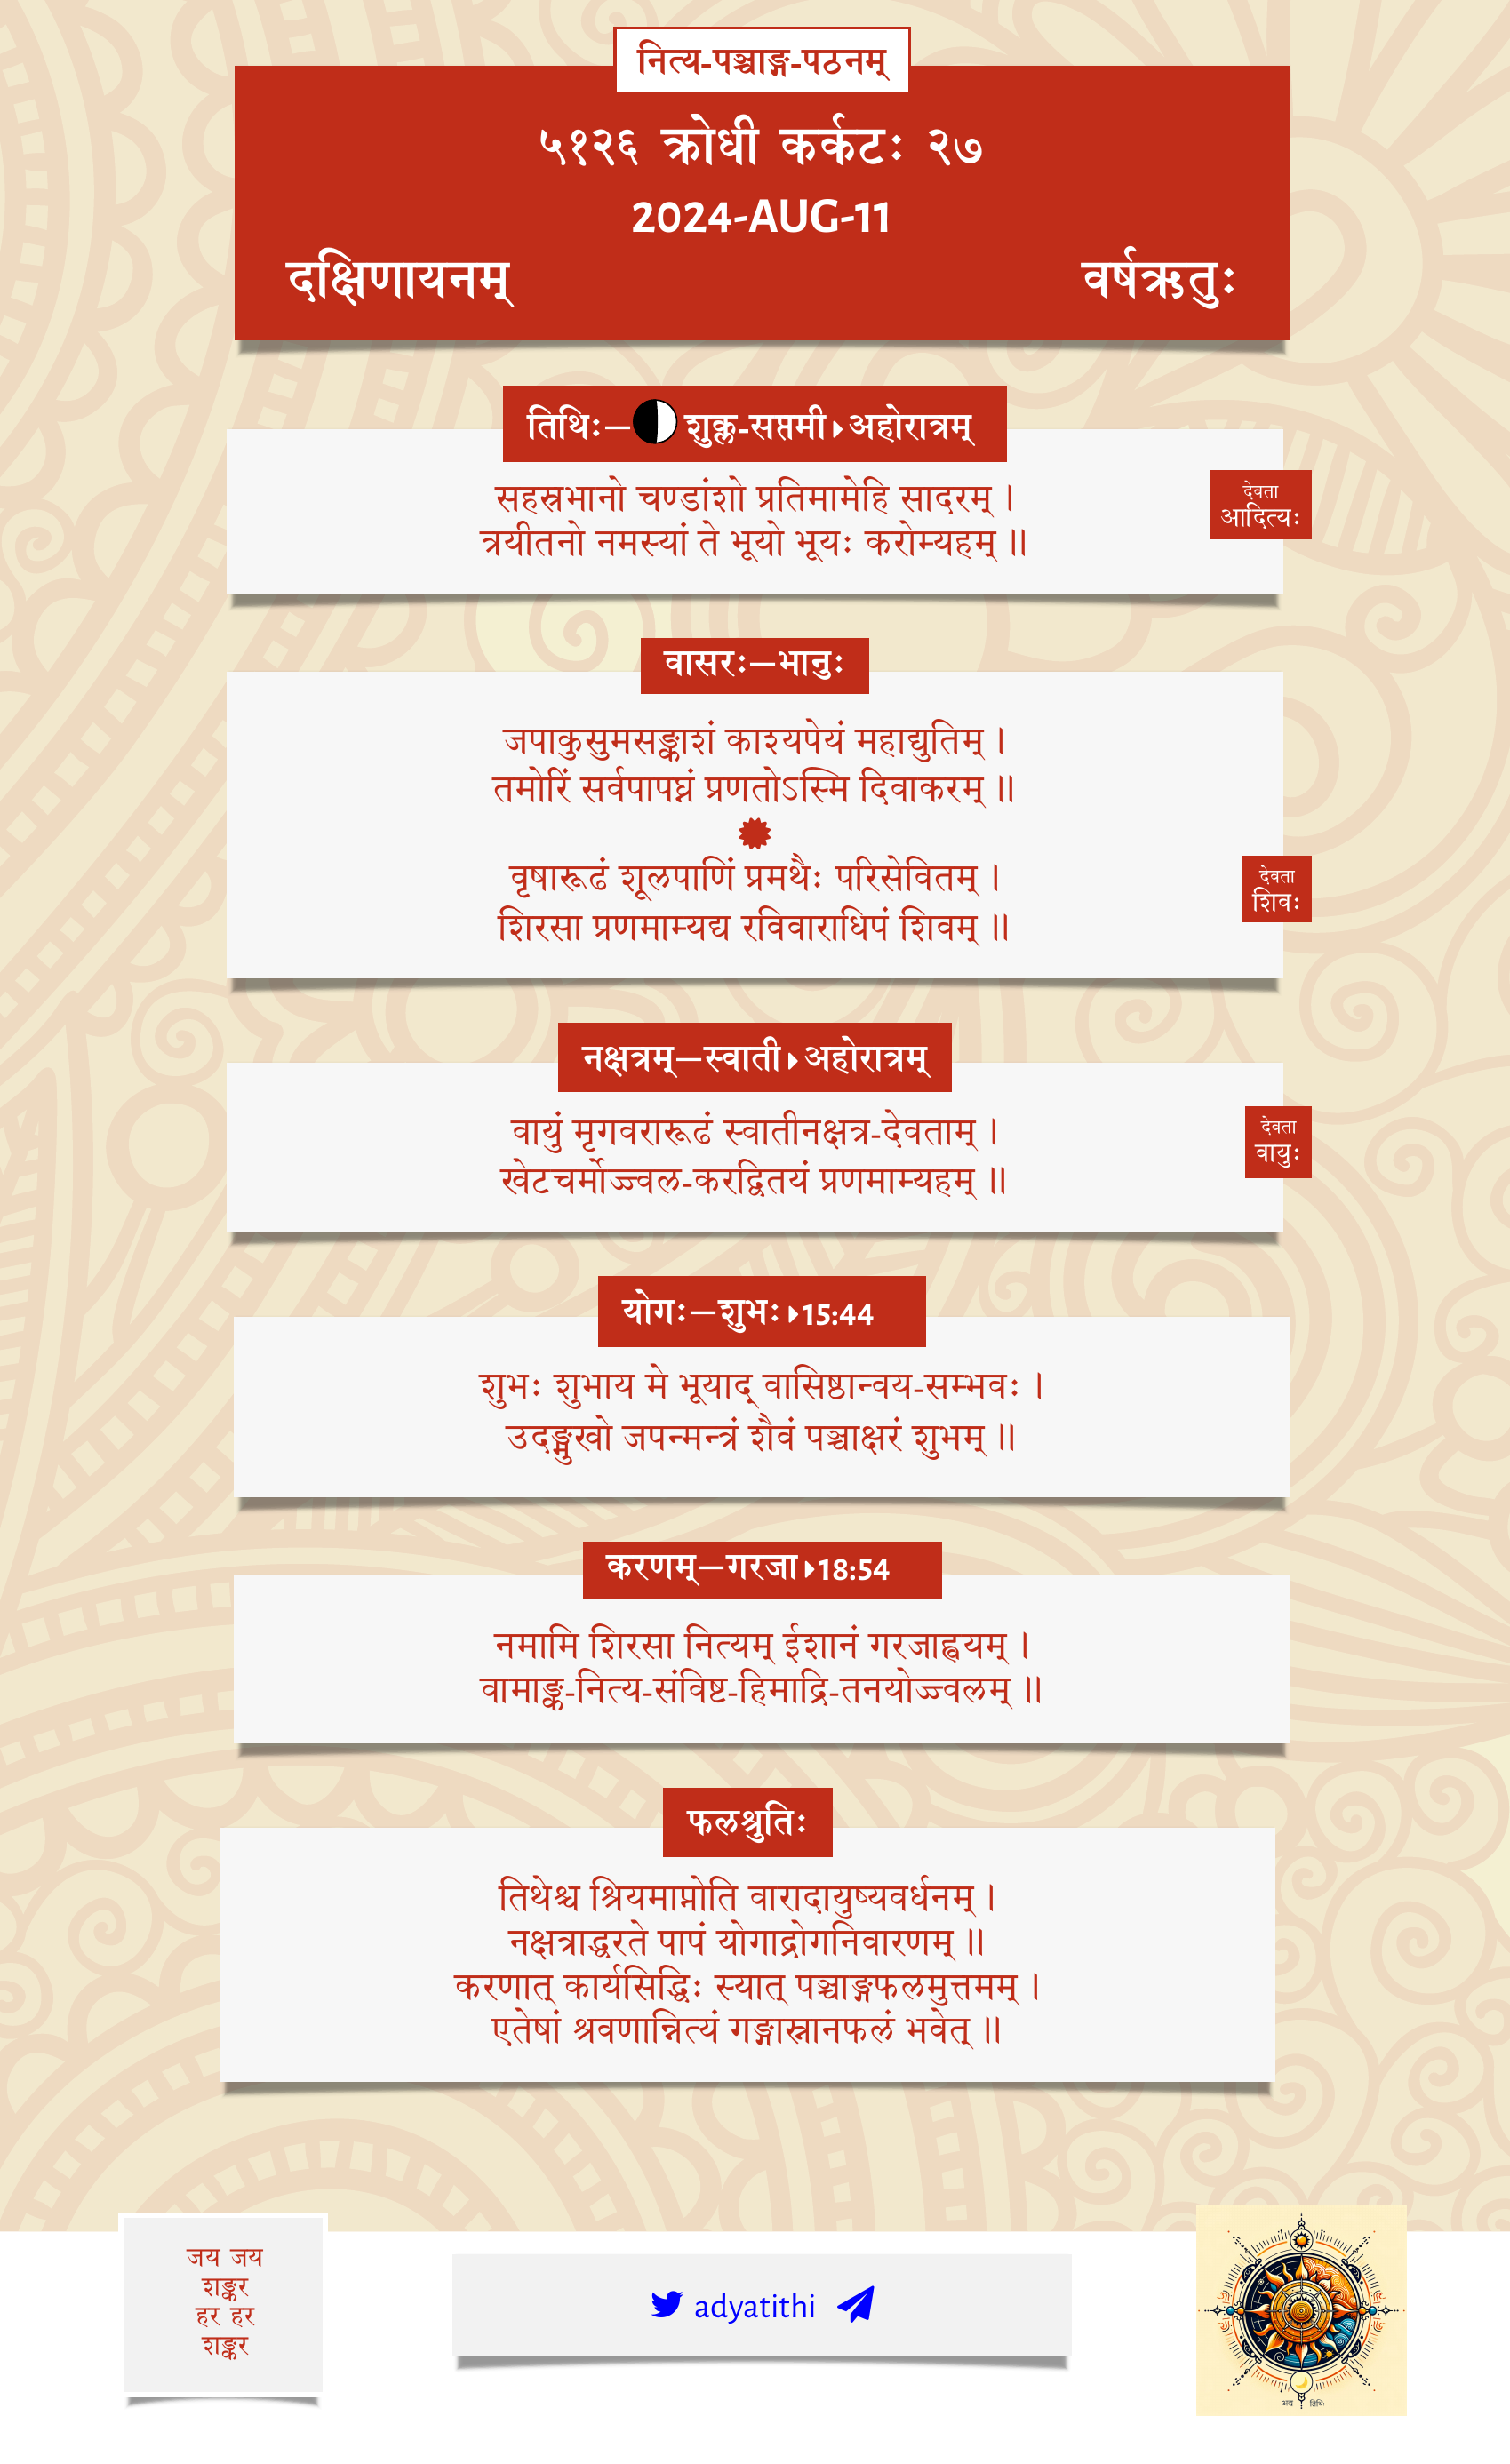 नित्य-पञ्चाङ्ग-पठनम्
५१२६ क्रोधी कर्कटः २७
2024-AUG-11
दक्षिणायनम् वर्षऋतुः
तिथिः— शुक्ल-सप्तमी▸अहोरात्रम्
सहस्रभानो चण्डांशो प्रतिमामेहि सादरम् ।
त्रयीतनो नमस्यां ते भूयो भूयः करोम्यहम् ॥
देवता
आदित्यः
वासरः—भानुः
जपाकुसुमसङ्काशं काश्यपेयं महाद्युतिम् ।
तमोरिं सर्वपापघ्नं प्रणतोऽस्मि दिवाकरम् ॥
वृषारूढं शूलपाणिं प्रमथैः परिसेवितम् ।
शिरसा प्रणमाम्यद्य रविवाराधिपं शिवम् ॥
देवता
शिवः
नक्षत्रम्—स्वाती▸अहोरात्रम्
वायुं मृगवरारूढं स्वातीनक्षत्र-देवताम् ।
खेटचर्मोज्ज्वल-करद्वितयं प्रणमाम्यहम् ॥
देवता
वायुः
योगः—शुभः▸15:44
शुभः शुभाय मे भूयाद् वासिष्ठान्वय-सम्भवः ।
उदङ्मुखो जपन्मन्त्रं शैवं पञ्चाक्षरं शुभम् ॥
करणम्—गरजा▸18:54
नमामि शिरसा नित्यम् ईशानं गरजाह्वयम् ।
वामाङ्क-नित्य-संविष्ट-हिमाद्रि-तनयोज्ज्वलम् ॥
फलश्रुतिः
तिथेश्च श्रियमाप्नोति वारादायुष्यवर्धनम् ।
नक्षत्राद्धरते पापं योगाद्रोगनिवारणम् ॥
करणात् कार्यसिद्धिः स्यात् पञ्चाङ्गफलमुत्तमम् ।
एतेषां श्रवणान्नित्यं गङ्गास्नानफलं भवेत् ॥
जय जय
शङ्कर
हर हर
शङ्कर
adyatithi
अद्य तिथिः